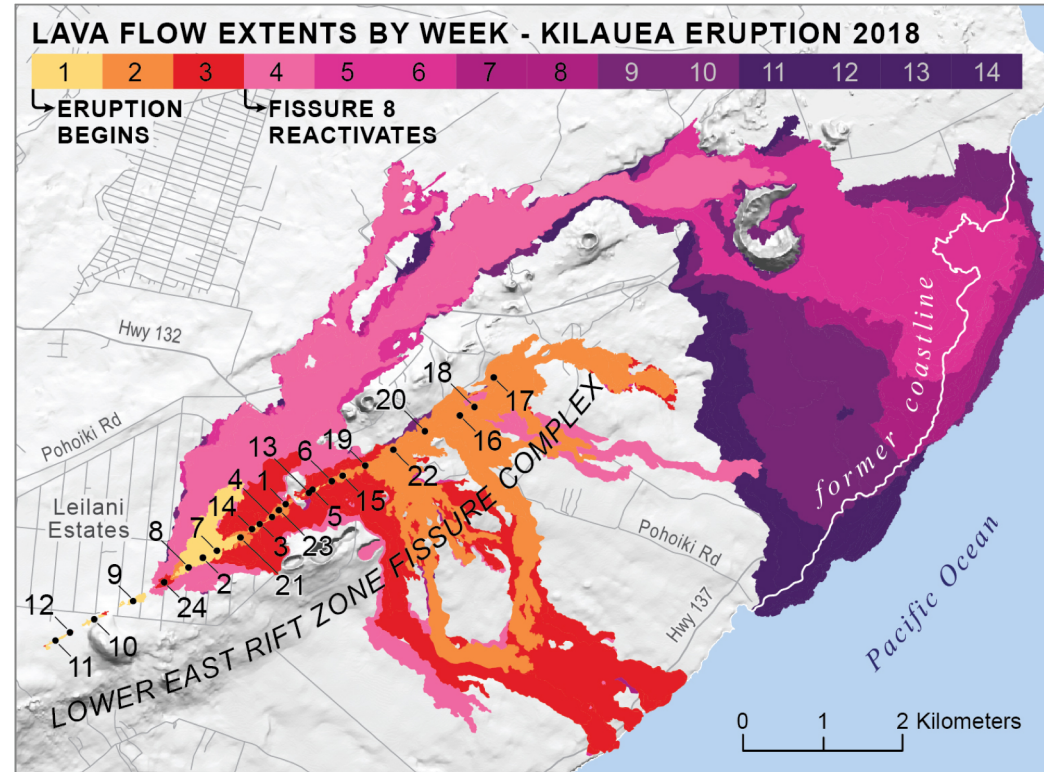 LAVA FLOW EXTENTS BY WEEK - KILAUEA ERUPTION 2018
1 2 3 4 5 6 7 8 9 10 11 12 13 14
ERUPTION
BEGINS
FISSURE 8
REACTIVATES
Hwy 132
Pohoiki Rd
Leilani
Estates
18
20
17
16
19
6
13
1
4
22
15
5
14
7
8
23
3
21
2
9
24
12
10
11
LOWER EAST RIFT ZONE FISSURE COMPLEX
Pohoiki Rd
Hwy 137
former coastline
Pacific Ocean
0 1 2 Kilometers